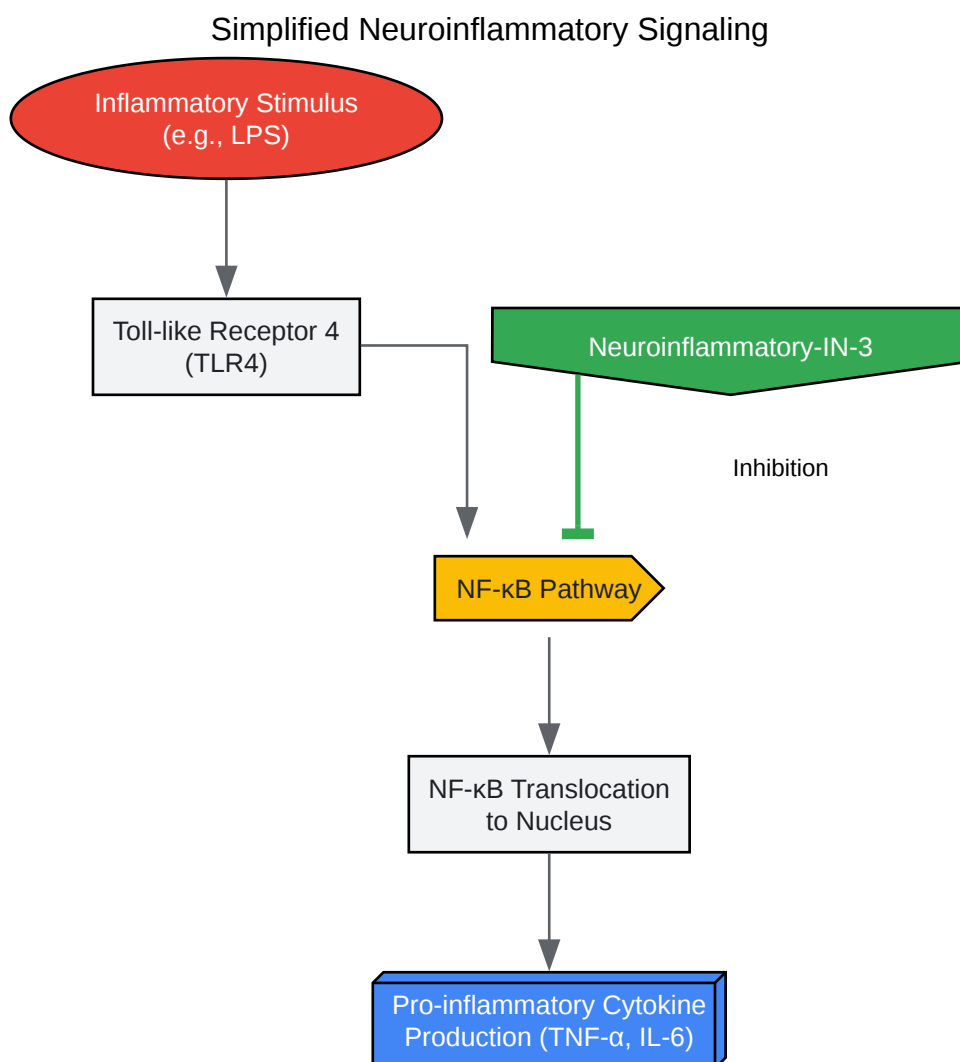 Simplified Neuroinflammatory Signaling
Inflammatory Stimulus
(e.g., LPS)
Toll-like Receptor 4
(TLR4)
Neuroinflammatory-IN-3
Inhibition
NF-κB Pathway
NF-κB Translocation
to Nucleus
Pro-inflammatory Cytokine
Production (TNF-α, IL-6)